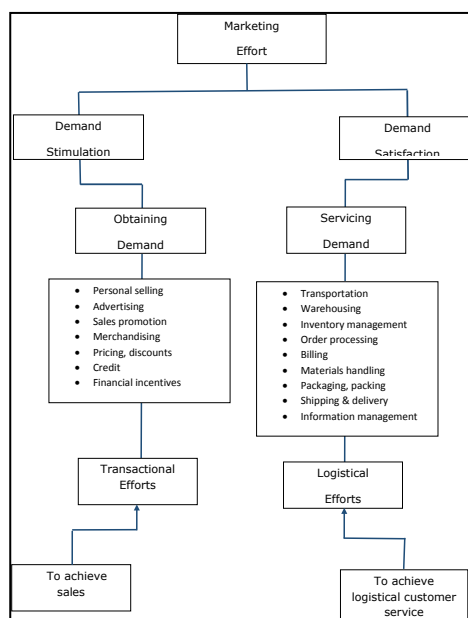 Marketing
Effort
Demand
Stimulation
Demand
Satisfaction
Obtaining
Demand
Servicing
Demand
• Personal selling
• Advertising
• Sales promotion
• Merchandising
• Pricing, discounts
• Credit
• Financial incentives
• Transportation
• Warehousing
• Inventory management
• Order processing
• Billing
• Materials handling
• Packaging, packing
• Shipping & delivery
• Information management
Transactional
Efforts
Logistical
Efforts
To achieve
sales
To achieve
logistical customer
service